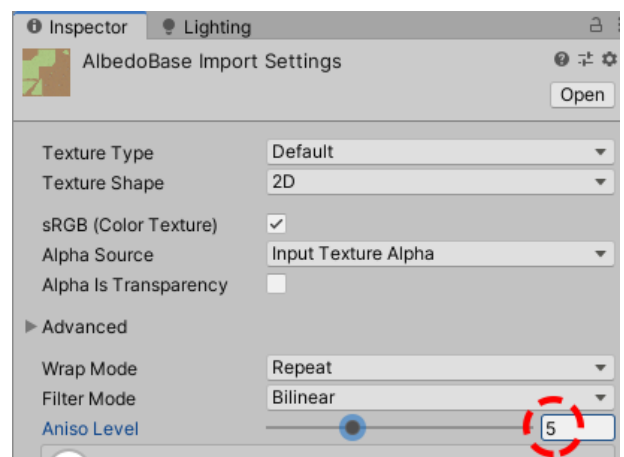 Inspector Lighting
AlbedoBase Import Settings
Open
Texture Type Default
Texture Shape 2D
sRGB (Color Texture)
Alpha Source Input Texture Alpha
Alpha Is Transparency
Advanced
Wrap Mode Repeat
Filter Mode Bilinear
Aniso Level 5